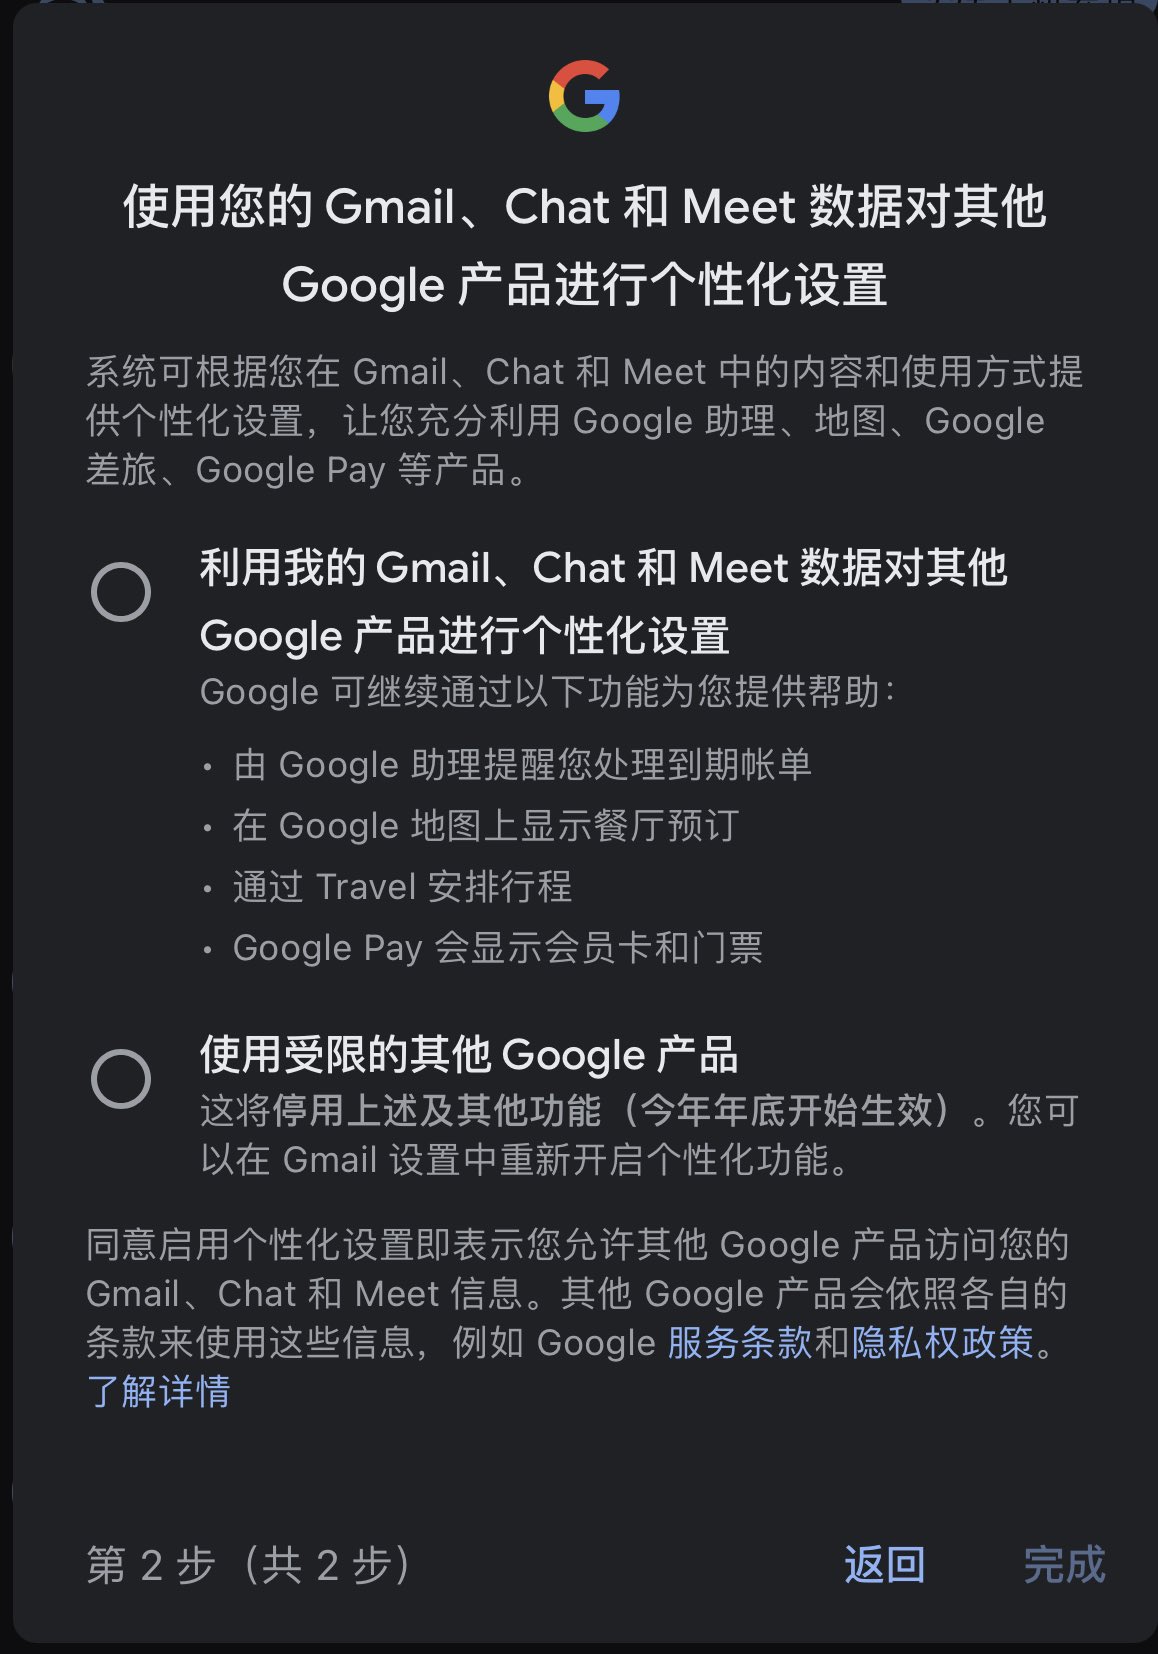 使用您的 Gmail、Chat 和 Meet 数据对其他
Google 产品进行个性化设置
系统可根据您在 Gmail、Chat 和 Meet 中的内容和使用方式提
供个性化设置，让您充分利用 Google 助理、地图、Google
差旅、Google Pay 等产品。
利用我的 Gmail、Chat 和 Meet 数据对其他
Google 产品进行个性化设置
Google 可继续通过以下功能为您提供帮助：
• 由 Google 助理提醒您处理到期帐单
• 在 Google 地图上显示餐厅预订
• 通过 Travel 安排行程
• Google Pay 会显示会员卡和门票
使用受限的其他 Google 产品
这将停用上述及其他功能（今年年底开始生效）。您可
以在 Gmail 设置中重新开启个性化功能。
同意启用个性化设置即表示您允许其他 Google 产品访问您的
Gmail、Chat 和 Meet 信息。其他 Google 产品会依照各自的
条款来使用这些信息，例如 Google 服务条款和隐私权政策。
了解详情
第 2 步（共 2 步）
返回
完成